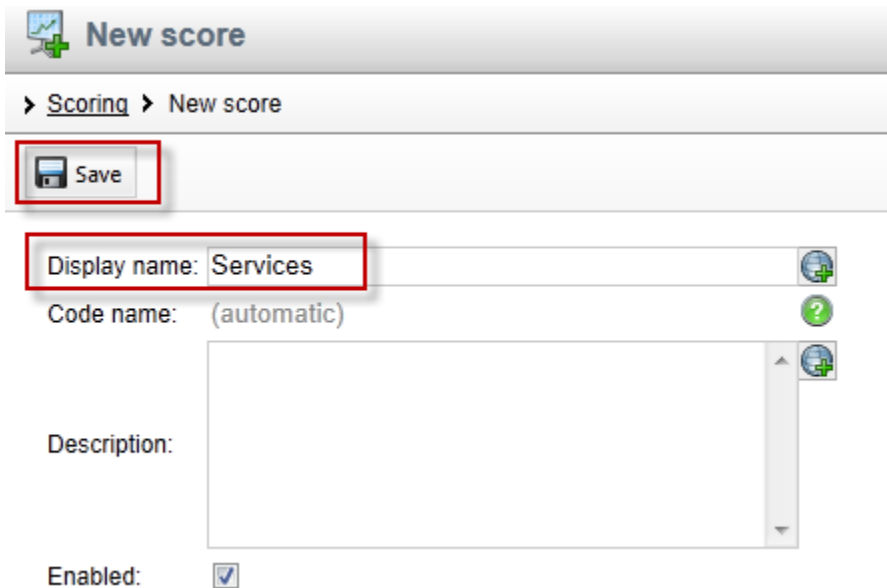 New score
Scoring New score
Save
Display name: Services
Code name: (automatic)
Description:
Enabled: